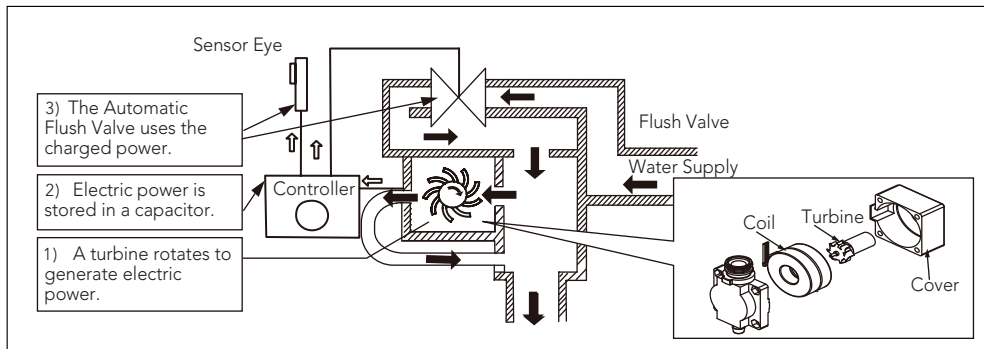 Sensor Eye
3) The Automatic
Flush Valve uses the
charged power.
Flush Valve
Water Supply
2) Electric power is
stored in a capacitor.
Controller
1) A turbine rotates to
generate electric
power.
Turbine
Coil
Cover